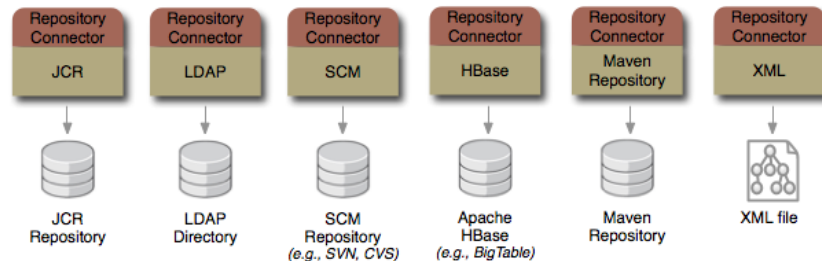 Repository
Connector
JCR
Repository
Connector
LDAP
Repository
Connector
SCM
Repository
Connector
HBase
Repository
Connector
Maven
Repository
Repository
Connector
XML
JCR
Repository
LDAP
Directory
SCM
Repository
(e.g., SVN, CVS)
Apache
HBase
(e.g., BigTable)
Maven
Repository
XML file